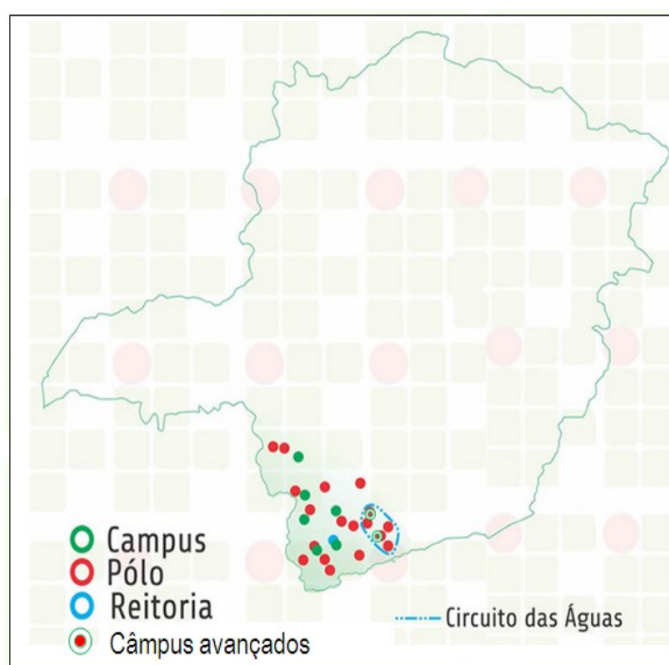 Campus
Pólo
Reitoria
Circuito das Águas
Câmpus avançados